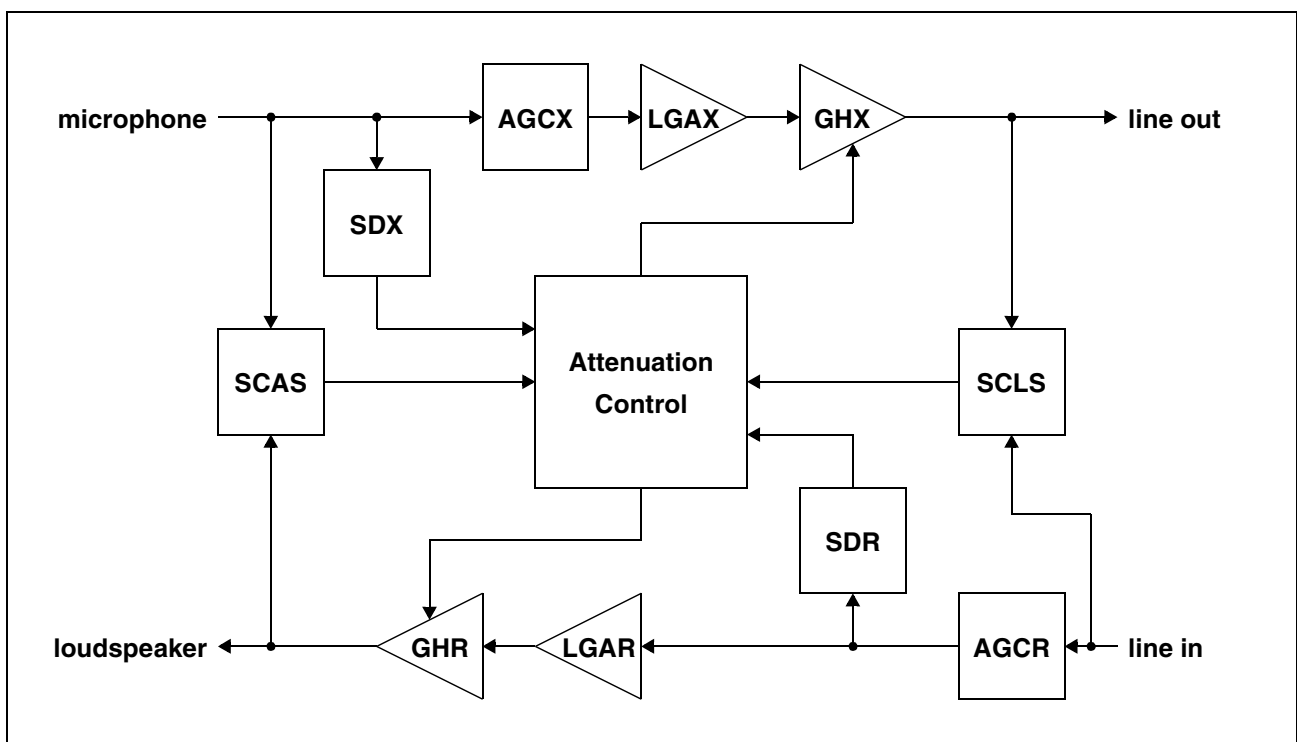 microphone
AGCX
LGAX
GHX
line out
SDX
SCAS
Attenuation
Control
SCLS
SDR
loudspeaker
GHR
LGAR
AGCR
line in